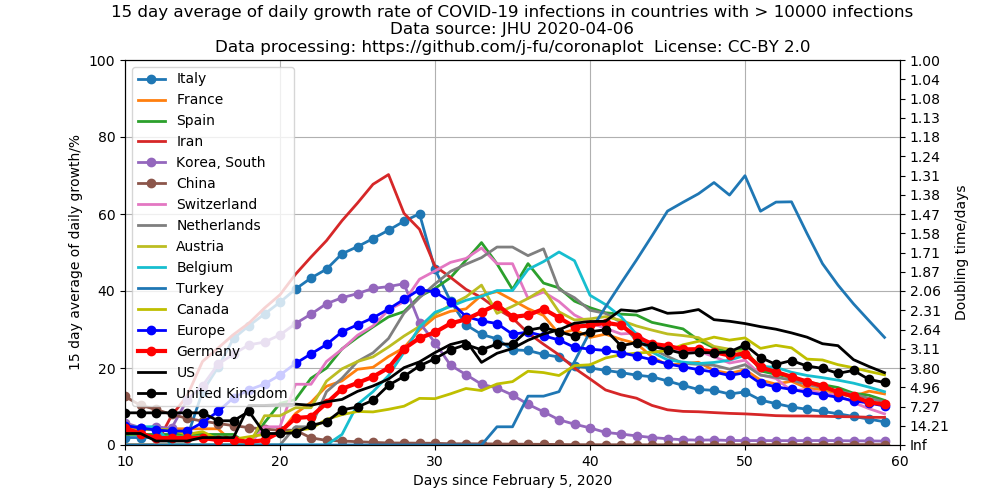 15 day average of daily growth rate of COVID-19 infections in countries with > 10000 infections
Data source: JHU 2020-04-06
Data processing: https://github.com/j-fu/coronaplot License: CC-BY 2.0
15 day average of daily growth/%
100
80
60
40
20
0
Italy
France
Spain
Iran
Korea, South
China
Switzerland
Netherlands
Austria
Belgium
Turkey
Canada
Europe
Germany
US
United Kingdom
1.00
1.04
1.08
1.13
1.18
1.24
1.31
1.38
1.47
1.58
1.71
1.87
2.06
2.31
2.64
3.11
3.80
4.96
7.27
14.21
Inf
Doubling time/days
10
20
30
40
50
60
Days since February 5, 2020